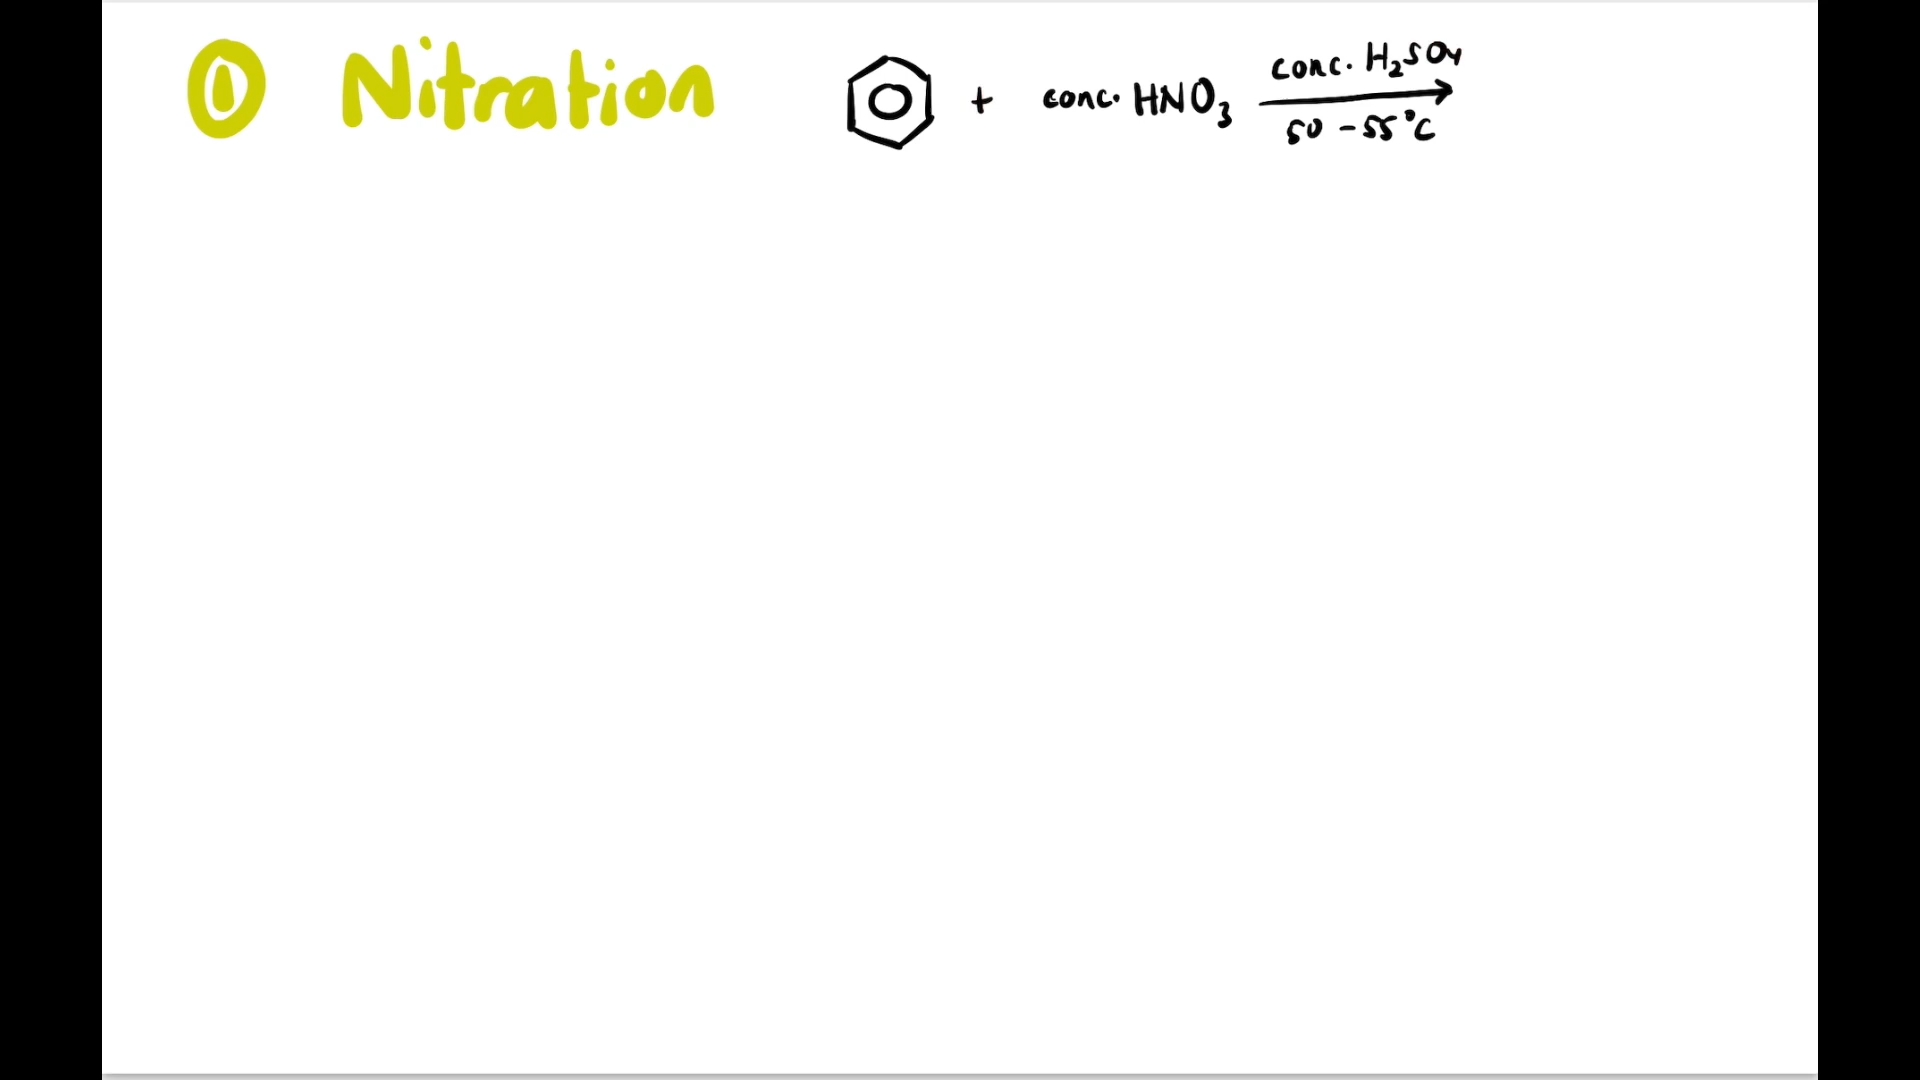 ① Nitration
+ conc. HNO₃
conc. H₂SO₄
50 - 55°C